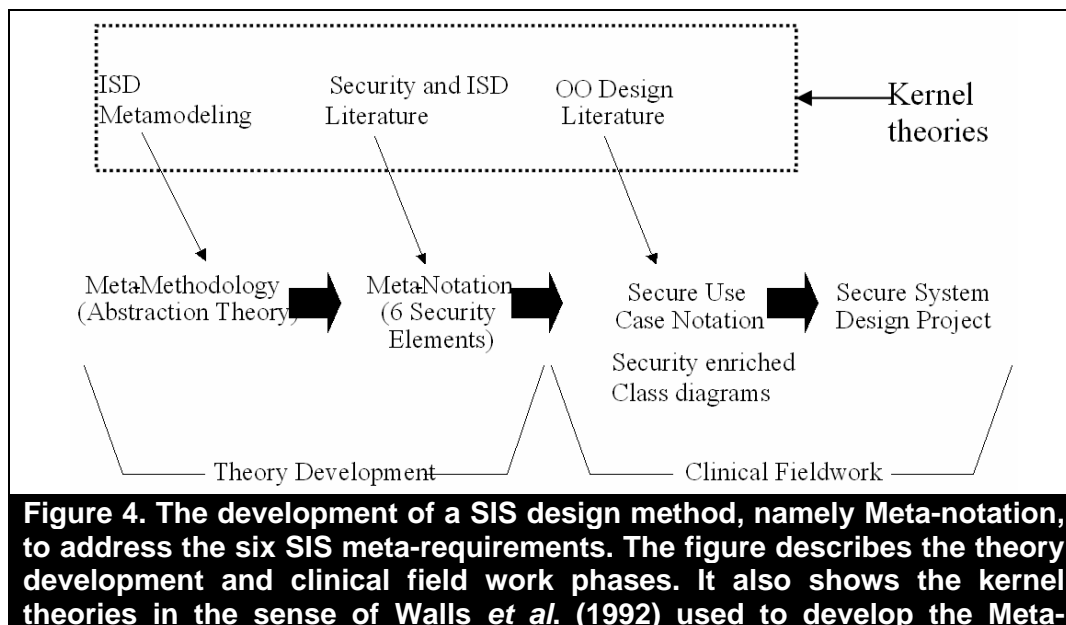 ISD
Metamodeling
Security and ISD
Literature
OO Design
Literature
Kernel
theories
Meta-Methodology
(Abstraction Theory)
Meta-Notation
(6 Security
Elements)
Secure Use
Case Notation
Security enriched
Class diagrams
Secure System
Design Project
Theory Development
Clinical Fieldwork
Figure 4. The development of a SIS design method, namely Meta-notation,
to address the six SIS meta-requirements. The figure describes the theory
development and clinical field work phases. It also shows the kernel
theories in the sense of Walls et al. (1992) used to develop the Meta-